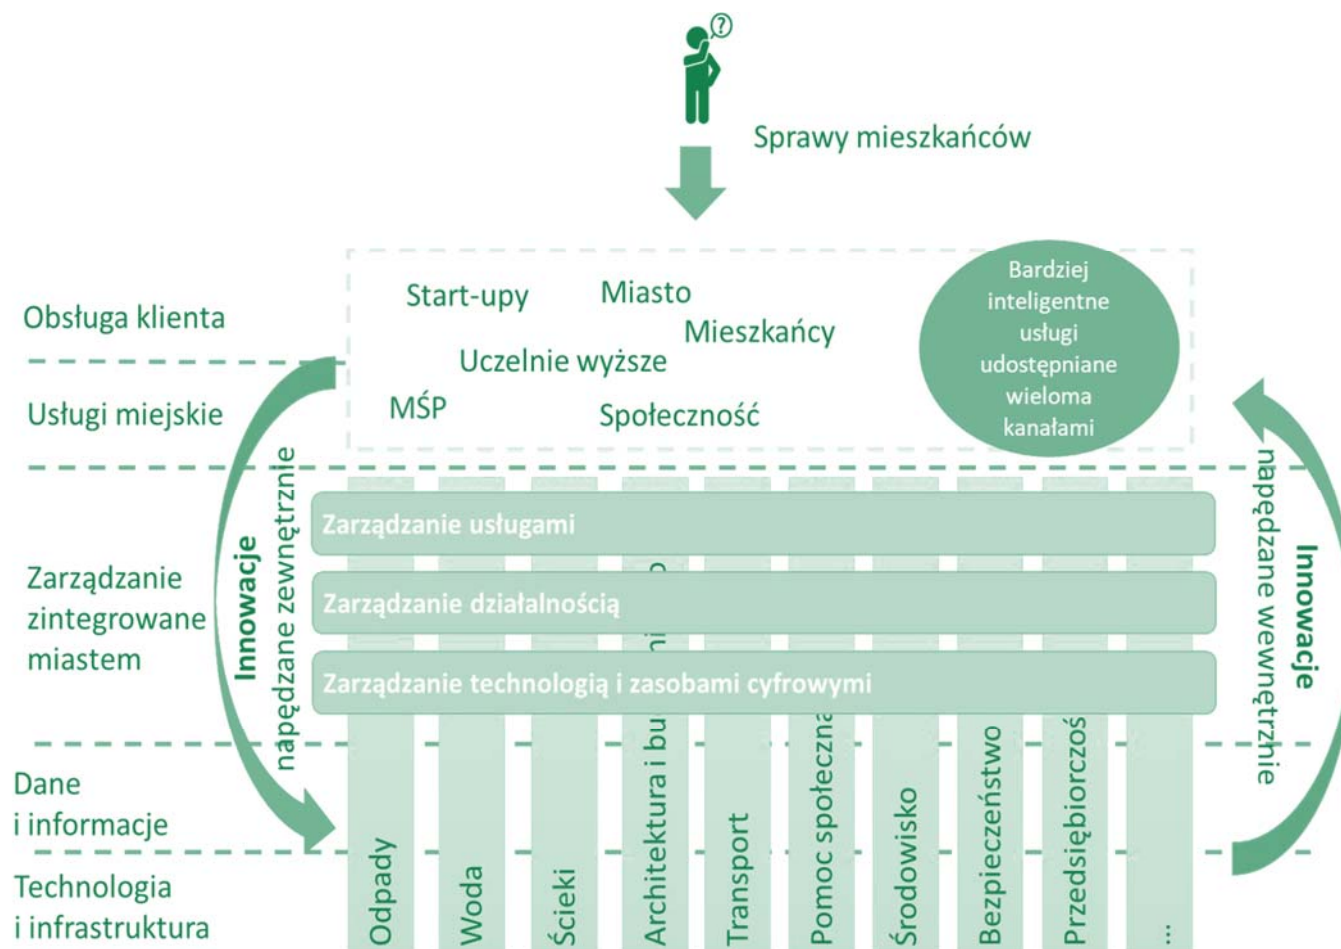 ?
Sprawy mieszkańców
Obsługa klienta
Usługi miejskie
Start-upy
Miasto
Mieszkańcy
Uczelnie wyższe
MŚP
Społeczność
Bardziej
inteligentne
usługi
udostępniane
wieloma
kanałami
Zarządzanie
zintegrowane
miastem
Innowacje
napędzane zewnętrznie
Zarządzanie usługami
Zarządzanie działalnością
Zarządzanie technologią i zasobami cyfrowymi
napędzane wewnętrznie
Innowacje
Dane
i informacje
Technologia
i infrastruktura
Odpady
Woda
Ścieki
Architektura i
Transport
Pomoc społeczna
Środowisko
Bezpieczeństwo
Przedsiębiorczoś
...